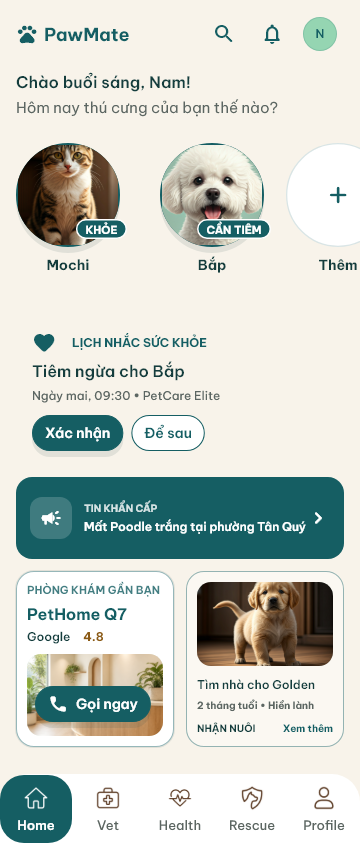 PawMate
N
Chào buổi sáng, Nam!
Hôm nay thú cưng của bạn thế nào?
KHỎE
CẦN TIÊM
Mochi
Bắp
Thêm
LỊCH NHẮC SỨC KHỎE
Tiêm ngừa cho Bắp
Ngày mai, 09:30 • PetCare Elite
Xác nhận
Để sau
TIN KHẨN CẤP
Mất Poodle trắng tại phường Tân Quý
PHÒNG KHÁM GẦN BẠN
PetHome Q7
Google 4.8
Gọi ngay
Tìm nhà cho Golden
2 tháng tuổi • Hiền lành
NHẬN NUÔI
Xem thêm
Home
Vet
Health
Rescue
Profile